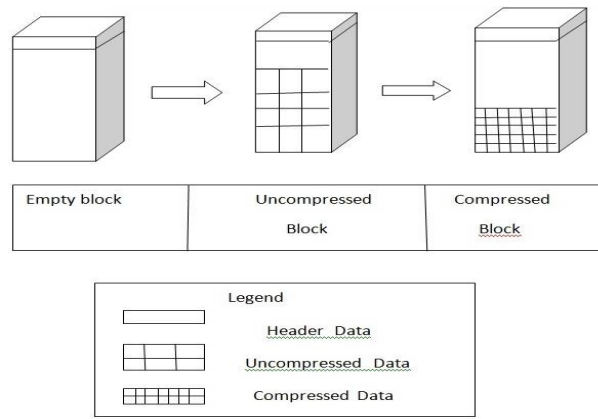 Empty block
Uncompressed
Block
Compressed
Block
Legend
Header Data
Uncompressed Data
Compressed Data